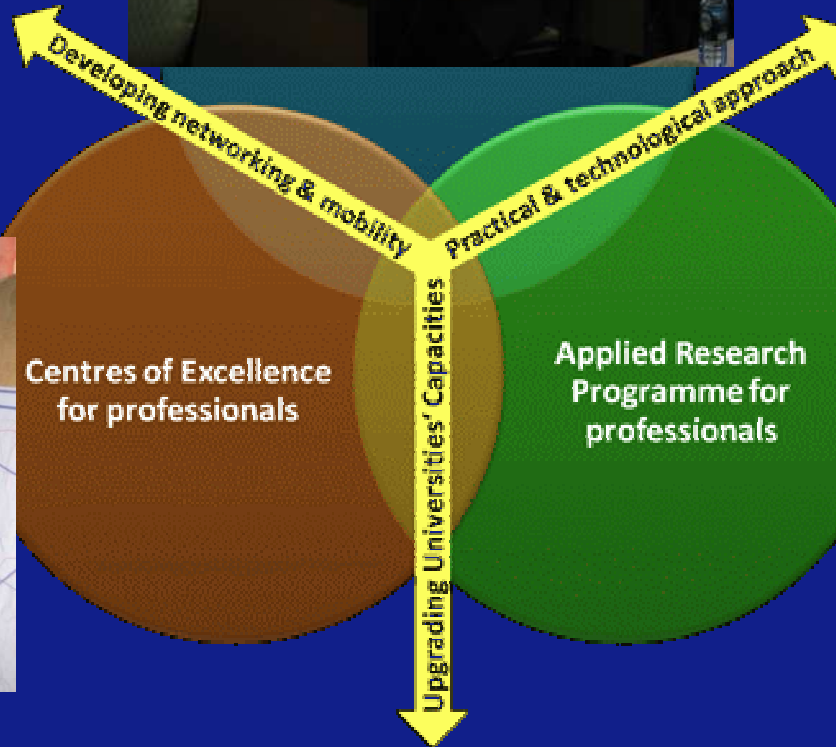 Developing networking & mobility
Practical & technological approach
Upgrading Universities' Capacities
Centres of Excellence
for professionals
Applied Research
Programme for
professionals